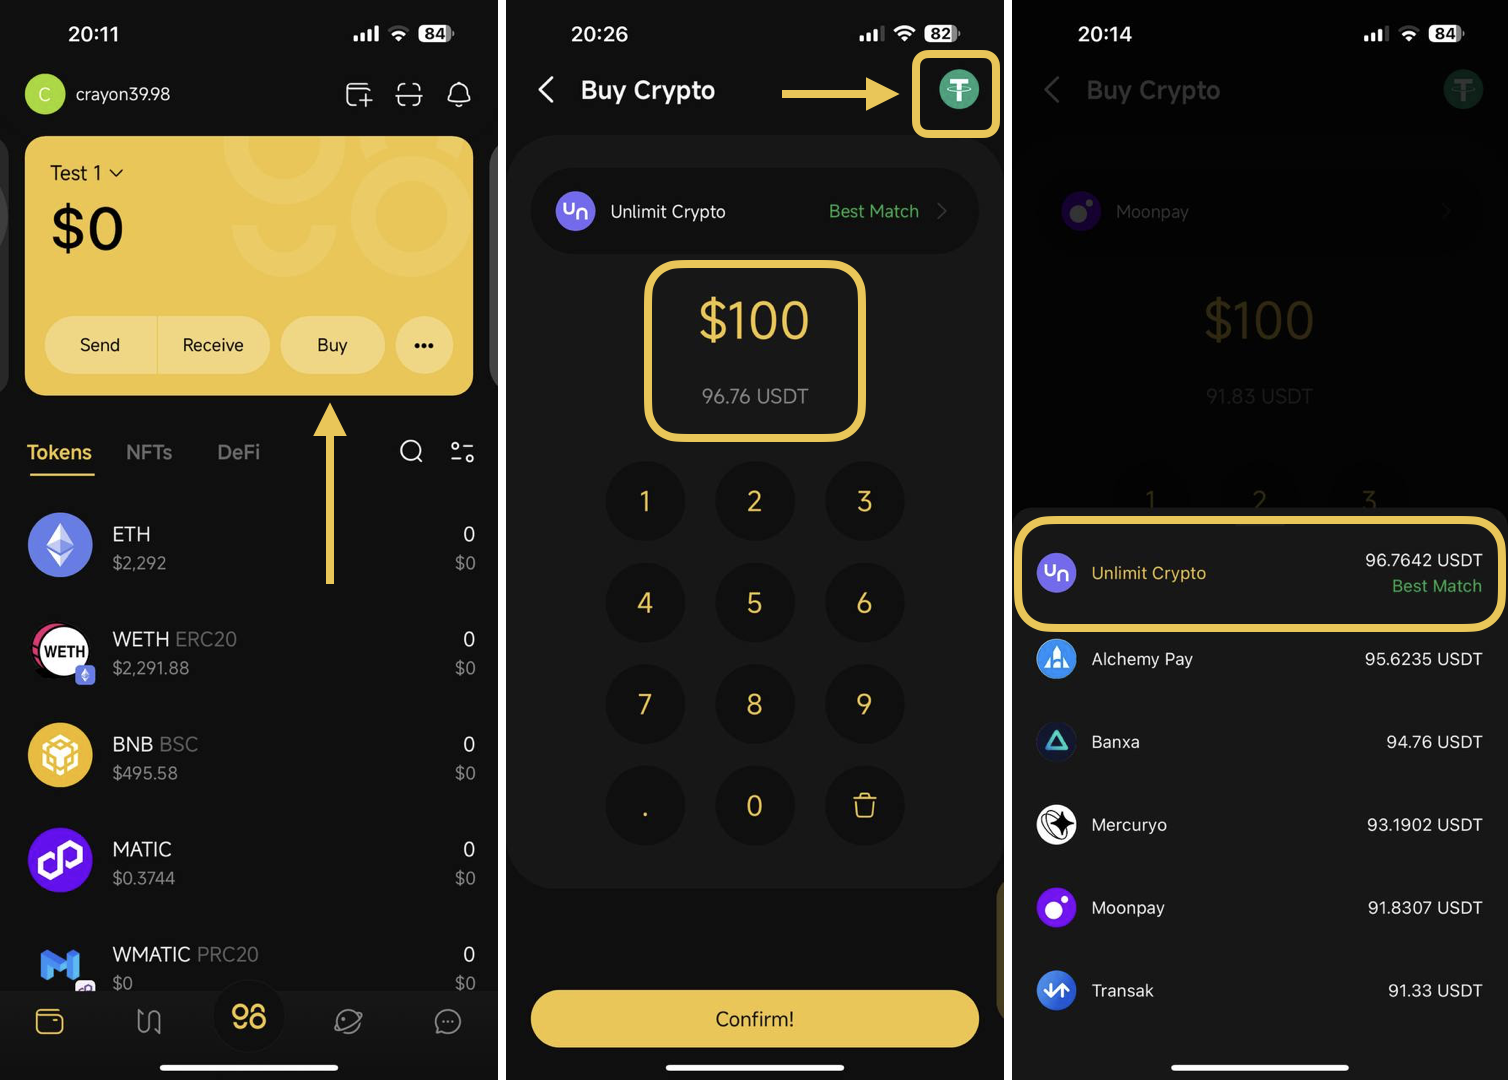 20:11
84
C
crayon39.98
Test 1
$0
Send
Receive
Buy
Tokens
NFTs
DeFi
ETH
0
$2,292
$0
WETH ERC20
0
WETH
$2,291.88
$0
BNB BSC
0
$495.58
$0
MATIC
0
$0.3744
$0
WMATIC PRC20
0
$0
$0
20:26
82
Buy Crypto
Un
Unlimit Crypto
Best Match
$100
96.76 USDT
1
2
3
4
5
6
7
8
9
.
0
Confirm!
20:14
84
Buy Crypto
Moonpay
$100
91.83 USDT
1
2
3
Un
Unlimit Crypto
96.7642 USDT
Best Match
Alchemy Pay
95.6235 USDT
Banxa
94.76 USDT
Mercuryo
93.1902 USDT
Moonpay
91.8307 USDT
Transak
91.33 USDT